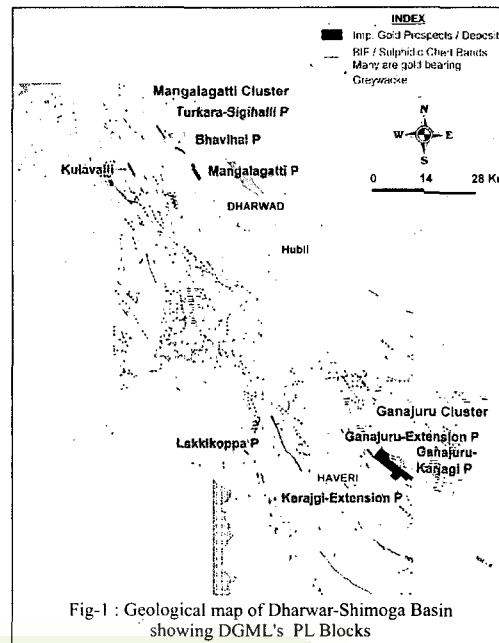 INDEX
Imp. Gold Prospects / Deposit
BIF / Sulphidic Chert Bands
Many are gold bearing
Greywacke
Mangalagatti Cluster
Turkara-Sigihalli P
Bhavihal P
Kulavalli
Mangalagatti P
DHARWAD
Hubli
N
W E
S
0 14 28 Km
Ganajuru Cluster
Ganajuru-Extension P
Ganajuru-
Karjagi P
Lakkikoppa P
HAVERI
Karajgi-Extension P
Fig-1 : Geological map of Dharwar-Shimoga Basin
showing DGML's PL Blocks